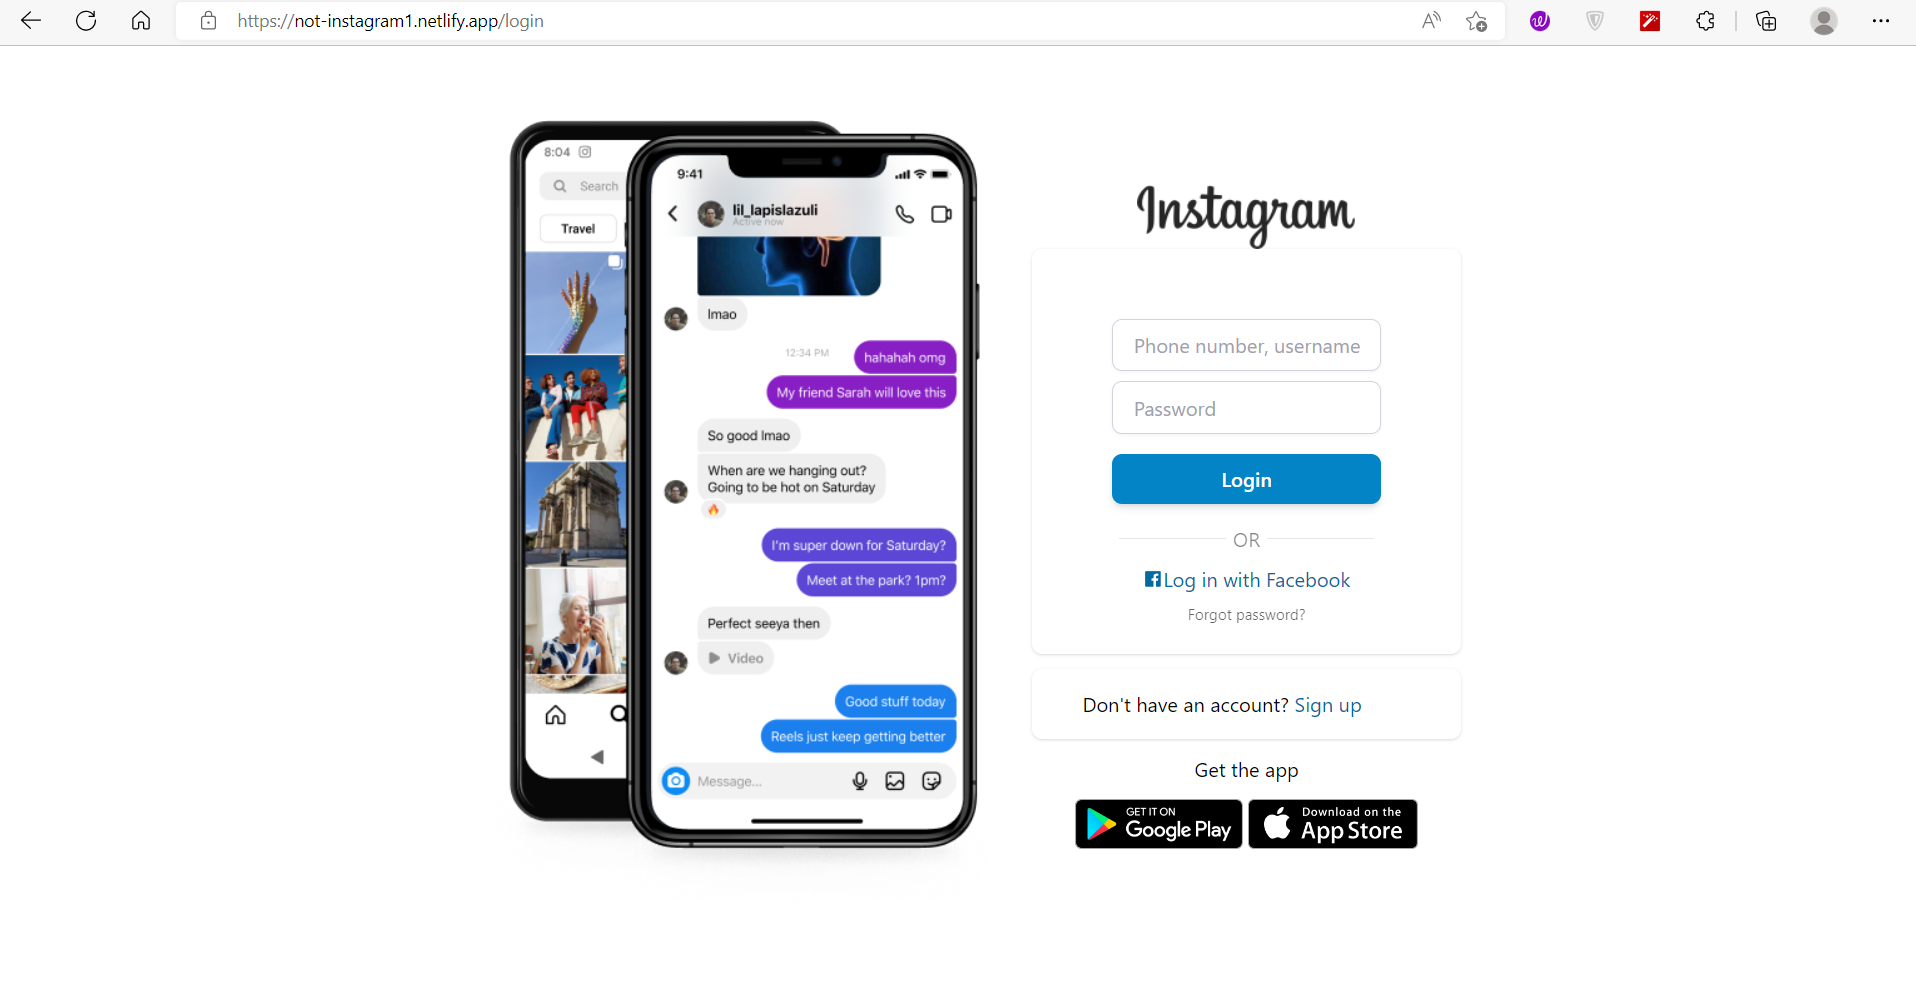 https://not-instagram1.netlify.app/login
8:04
Search
Travel
9:41
lil_lapislazuli
Active now
lmao
12:34 PM
hahahah omg
My friend Sarah will love this
So good lmao
When are we hanging out?
Going to be hot on Saturday
I'm super down for Saturday?
Meet at the park? 1pm?
Perfect seeya then
Video
Good stuff today
Reels just keep getting better
Message...
Instagram
Phone number, username
Password
Login
OR
Log in with Facebook
Forgot password?
Don't have an account? Sign up
Get the app
GET IT ON
Google Play
Download on the
App Store